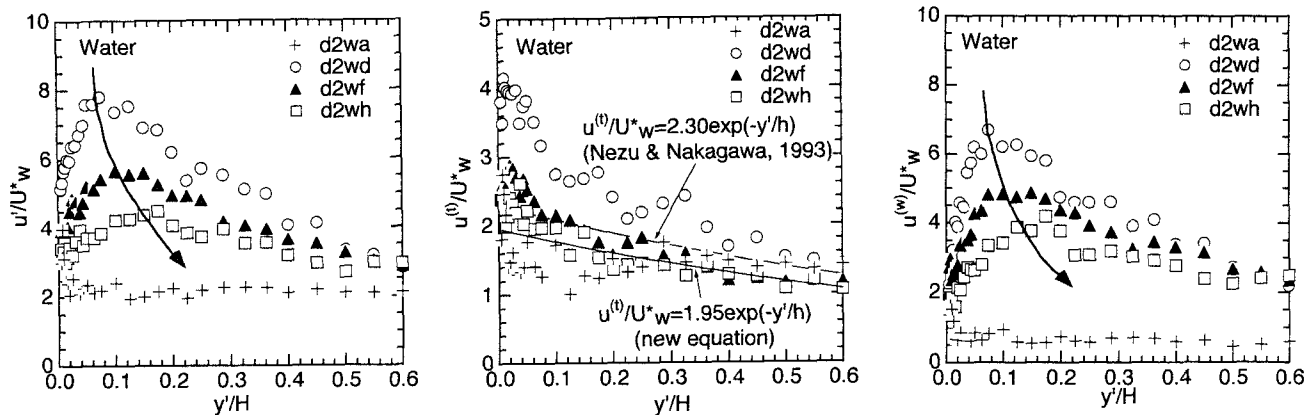 10
8
6
4
2
0
u'/U*w
Water
+ d2wa
○ d2wd
▲ d2wf
□ d2wh
0.0 0.1 0.2 0.3 0.4 0.5 0.6
y'/H
5
4
3
2
1
0
u(t)/U*w
Water
+ d2wa
○ d2wd
▲ d2wf
□ d2wh
u(t)/U*w=2.30exp(-y'/h)
(Nezu & Nakagawa, 1993)
u(t)/U*w=1.95exp(-y'/h)
(new equation)
0.0 0.1 0.2 0.3 0.4 0.5 0.6
y'/H
10
8
6
4
2
0
u(w)/U*w
Water
+ d2wa
○ d2wd
▲ d2wf
□ d2wh
0.0 0.1 0.2 0.3 0.4 0.5 0.6
y'/H